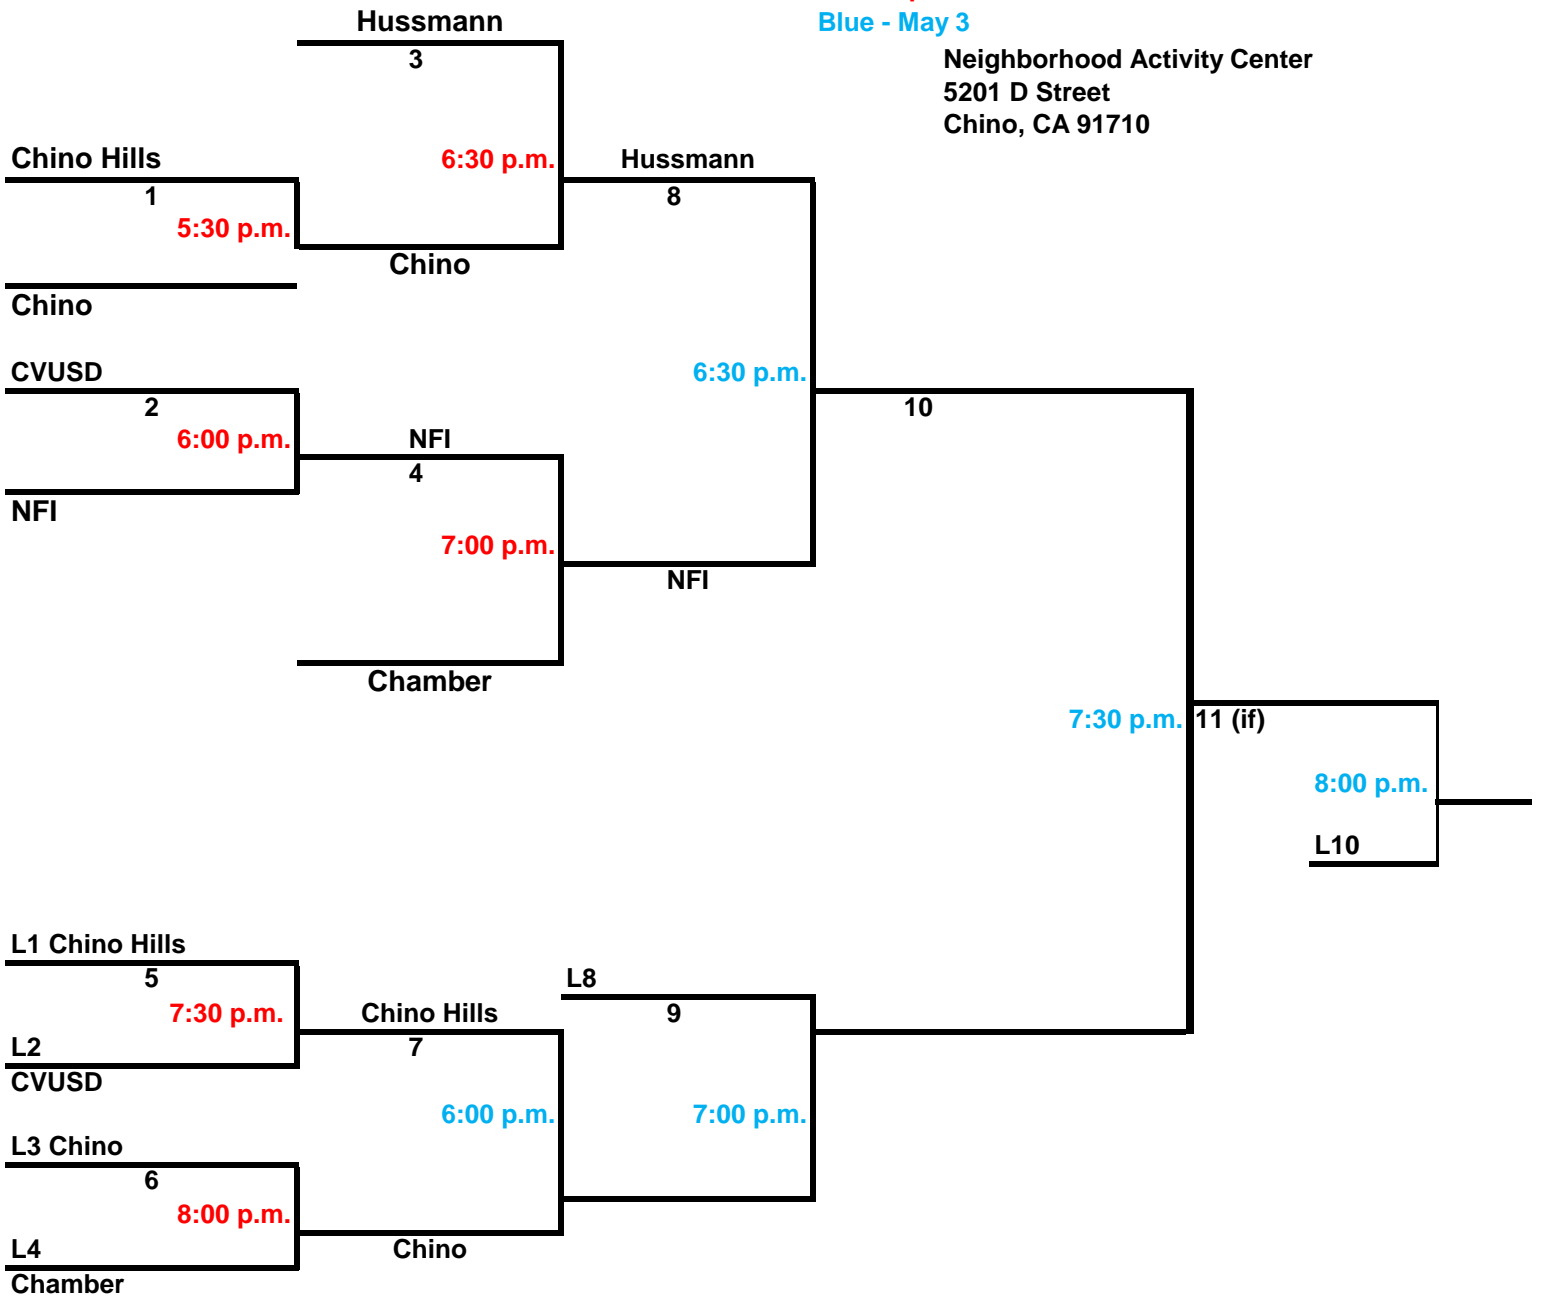 Hussmann
Blue - May 3
3
Neighborhood Activity Center
5201 D Street
Chino, CA 91710
Chino Hills
6:30 p.m.
Hussmann
1
8
5:30 p.m.
Chino
Chino
CVUSD
6:30 p.m.
2
10
6:00 p.m.
NFI
4
NFI
7:00 p.m.
NFI
Chamber
7:30 p.m.
11 (if)
8:00 p.m.
L10
L1 Chino Hills
5
L8
7:30 p.m.
Chino Hills
9
L2
7
CVUSD
6:00 p.m.
7:00 p.m.
L3 Chino
6
8:00 p.m.
L4
Chino
Chamber